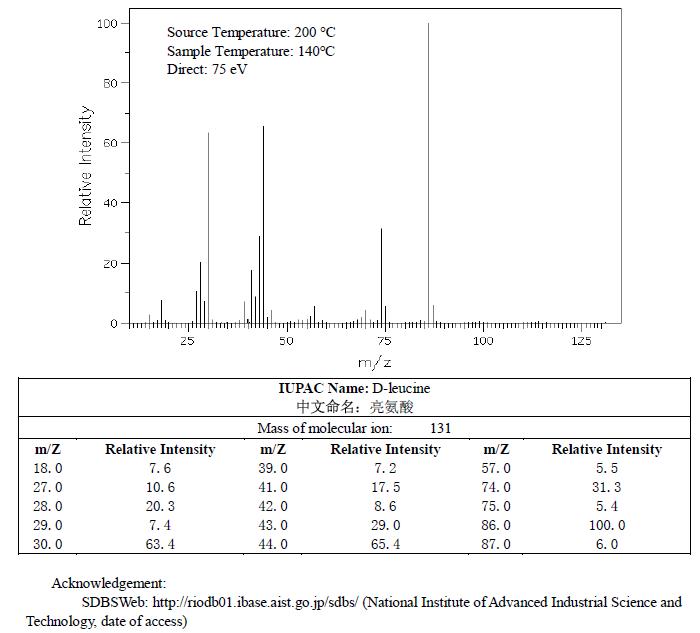 100
80
60
40
20
0
Relative Intensity
Source Temperature: 200 °C
Sample Temperature: 140°C
Direct: 75 eV
25 50 75 100 125
m/z
IUPAC Name: D-leucine
中文命名：亮氨酸
Mass of molecular ion: 131
m/Z Relative Intensity m/Z Relative Intensity m/Z Relative Intensity
18.0 7.6 39.0 7.2 57.0 5.5
27.0 10.6 41.0 17.5 74.0 31.3
28.0 20.3 42.0 8.6 75.0 5.4
29.0 7.4 43.0 29.0 86.0 100.0
30.0 63.4 44.0 65.4 87.0 6.0
Acknowledgement:
SDBSWeb: http://riodb01.ibase.aist.go.jp/sdbs/ (National Institute of Advanced Industrial Science and
Technology, date of access)